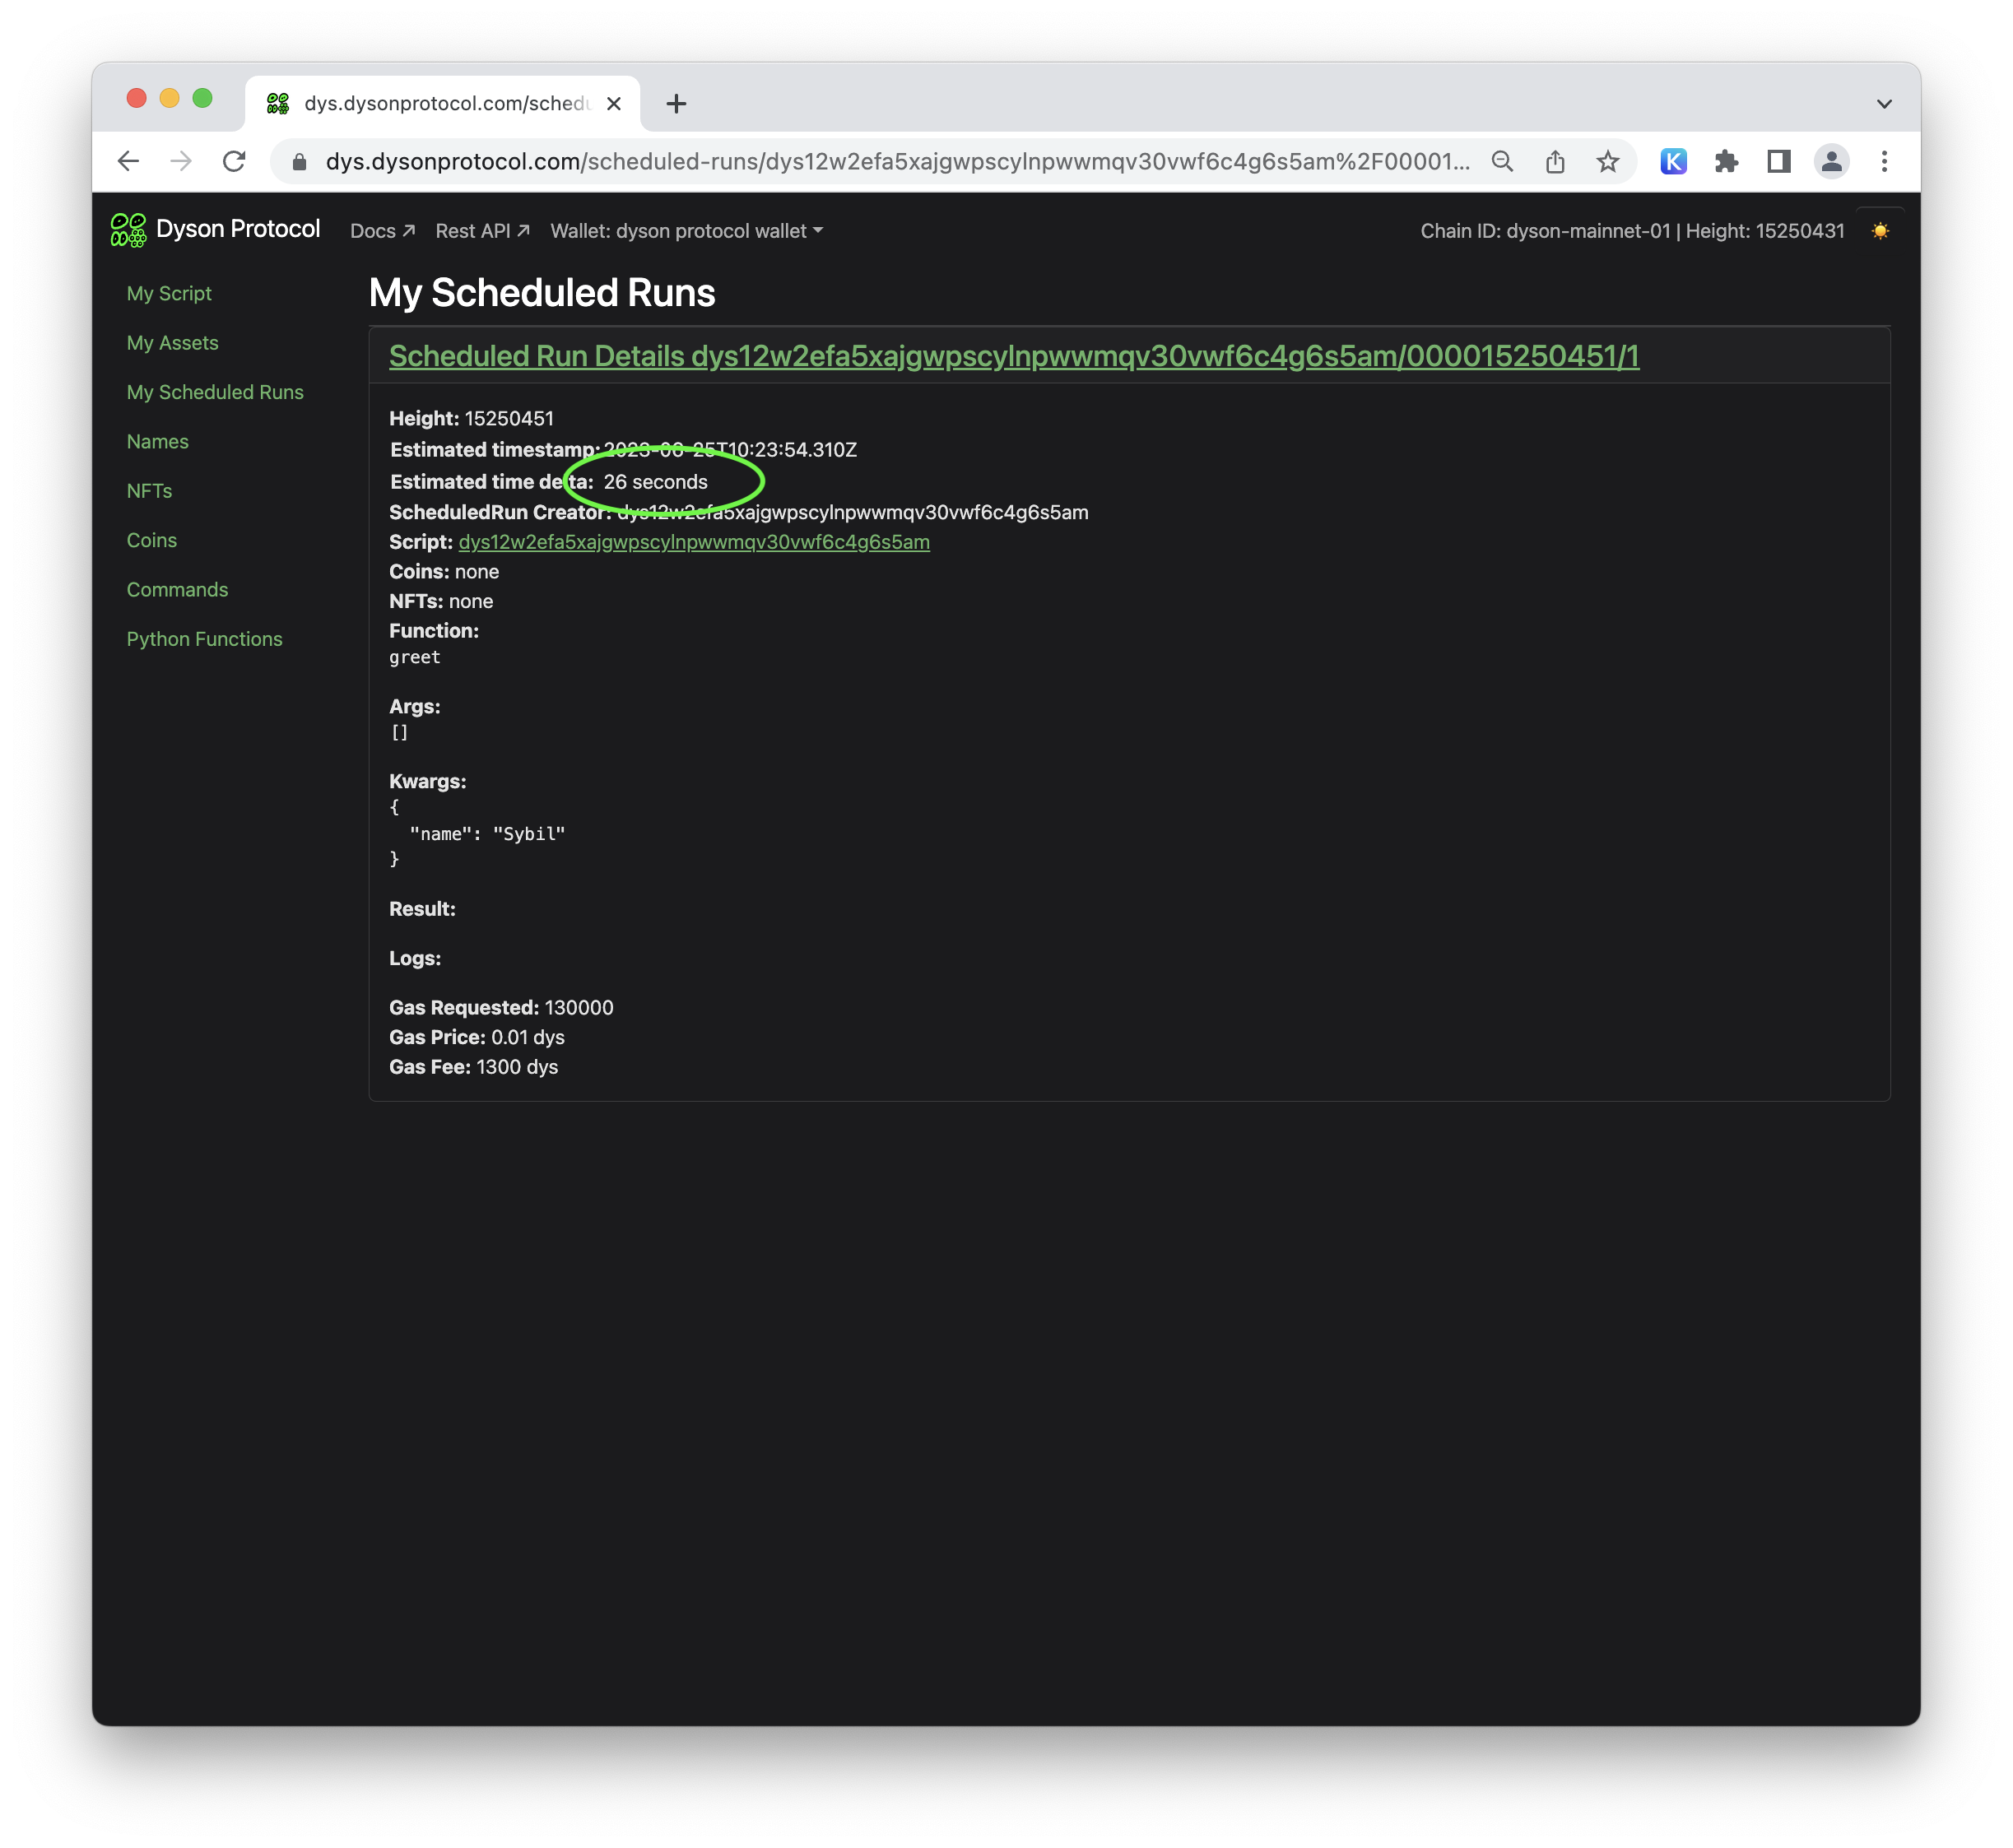 dys.dysonprotocol.com/schedu
dys.dysonprotocol.com/scheduled-runs/dys12w2efa5xajgwpscylnpwwmqv30vwf6c4g6s5am%2F00001...
K
Dyson Protocol Docs Rest API Wallet: dyson protocol wallet Chain ID: dyson-mainnet-01 | Height: 15250431
My Script
My Assets
My Scheduled Runs
Names
NFTs
Coins
Commands
Python Functions
My Scheduled Runs
Scheduled Run Details dys12w2efa5xajgwpscylnpwwmqv30vwf6c4g6s5am/000015250451/1
Height: 15250451
Estimated timestamp: 2023-06-25T10:23:54.310Z
Estimated time delta: 26 seconds
ScheduledRun Creator: dys12w2efa5xajgwpscylnpwwmqv30vwf6c4g6s5am
Script: dys12w2efa5xajgwpscylnpwwmqv30vwf6c4g6s5am
Coins: none
NFTs: none
Function:
greet
Args:
[]
Kwargs:
{
"name": "Sybil"
}
Result:
Logs:
Gas Requested: 130000
Gas Price: 0.01 dys
Gas Fee: 1300 dys